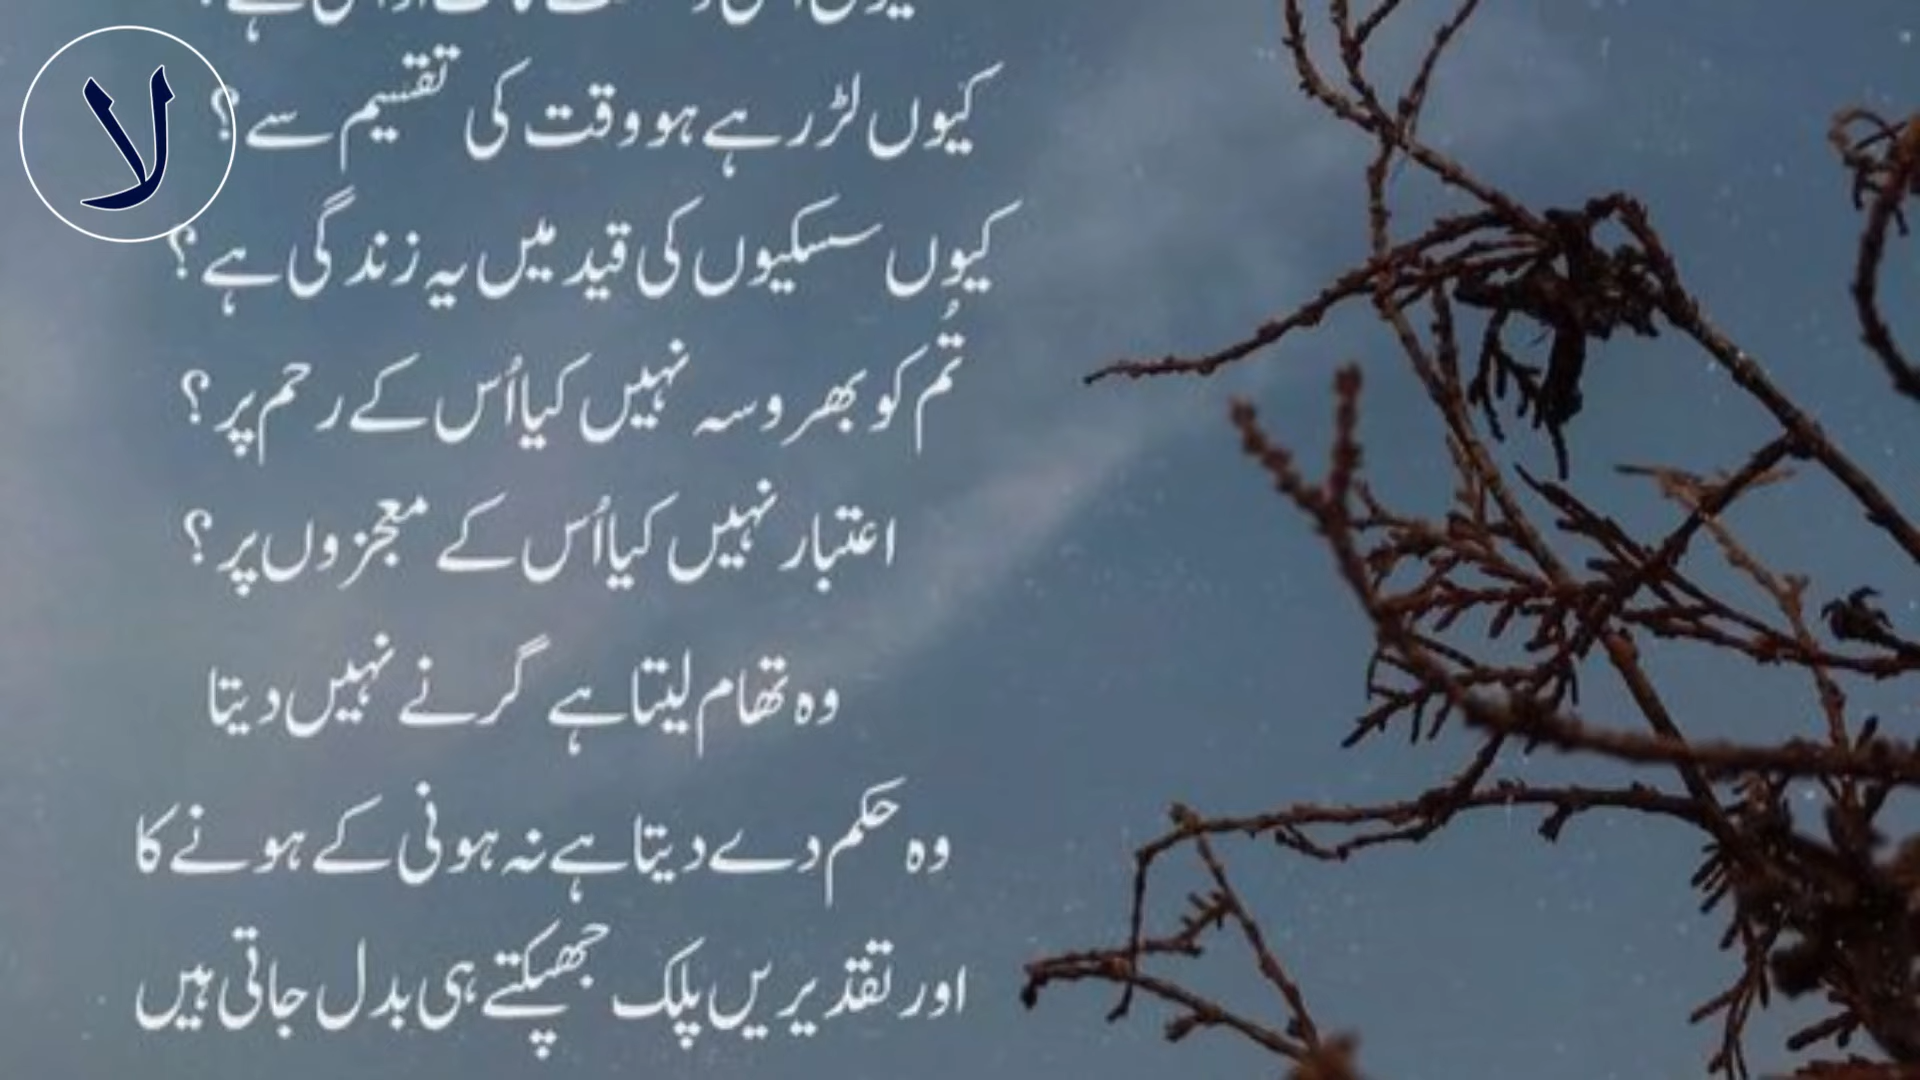 لا
کیوں لڑ رہے ہو وقت کی تقسیم سے؟
کیوں سسکیوں کی قید میں یہ زندگی ہے؟
تُم کو بھروسہ نہیں کیا اُس کے رحم پر؟
اعتبار نہیں کیا اُس کے معجزوں پر؟
وہ تھام لیتا ہے گرنے نہیں دیتا
وہ حکم دے دیتا ہے نہ ہونی کے ہونے کا
اور تقدیریں پلک جھپکتے ہی بدل جاتی ہیں